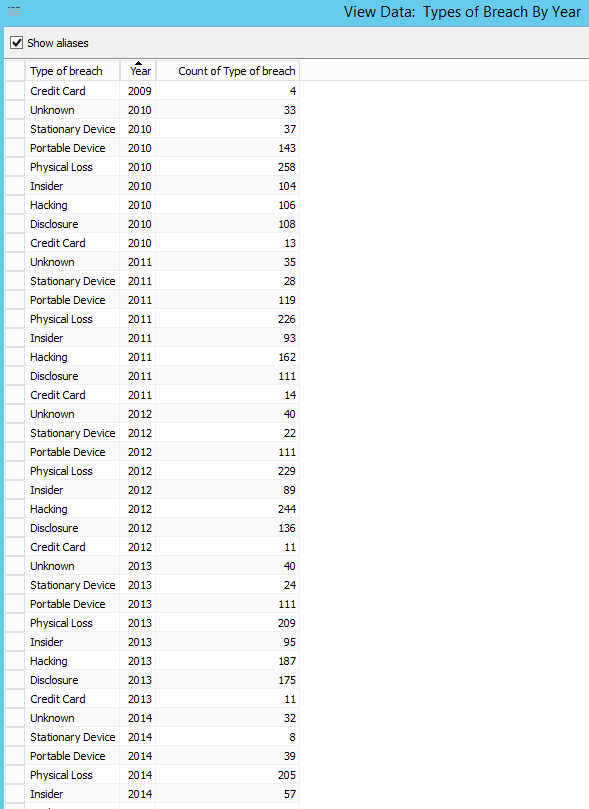 View Data: Types of Breach By Year
Show aliases
Type of breach Year Count of Type of breach
Credit Card 2009 4
Unknown 2010 33
Stationary Device 2010 37
Portable Device 2010 143
Physical Loss 2010 258
Insider 2010 104
Hacking 2010 106
Disclosure 2010 108
Credit Card 2010 13
Unknown 2011 35
Stationary Device 2011 28
Portable Device 2011 119
Physical Loss 2011 226
Insider 2011 93
Hacking 2011 162
Disclosure 2011 111
Credit Card 2011 14
Unknown 2012 40
Stationary Device 2012 22
Portable Device 2012 111
Physical Loss 2012 229
Insider 2012 89
Hacking 2012 244
Disclosure 2012 136
Credit Card 2012 11
Unknown 2013 40
Stationary Device 2013 24
Portable Device 2013 111
Physical Loss 2013 209
Insider 2013 95
Hacking 2013 187
Disclosure 2013 175
Credit Card 2013 11
Unknown 2014 32
Stationary Device 2014 8
Portable Device 2014 39
Physical Loss 2014 205
Insider 2014 57